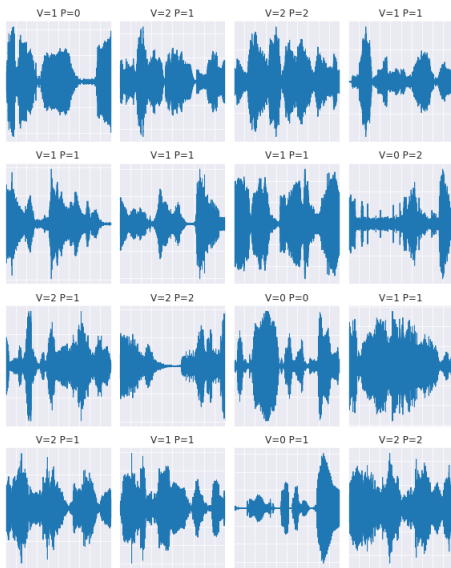 V=1 P=0 V=2 P=1 V=2 P=2 V=1 P=1
V=1 P=1 V=1 P=1 V=1 P=1 V=0 P=2
V=2 P=1 V=2 P=2 V=0 P=0 V=1 P=1
V=2 P=1 V=1 P=1 V=0 P=1 V=2 P=2